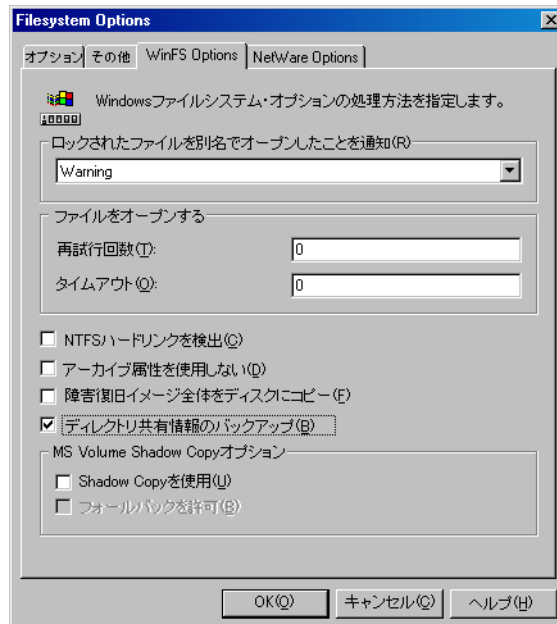 Filesystem Options
オプション その他 WinFS Options NetWare Options
Windowsファイルシステム・オプションの処理方法を指定します。
ロックされたファイルを別名でオープンしたことを通知(R)
Warning
ファイルをオープンする
再試行回数(T): 0
タイムアウト(O): 0
NTFSハードリンクを検出(C)
アーカイブ属性を使用しない(D)
障害復旧イメージ全体をディスクにコピー(F)
ディレクトリ共有情報のバックアップ(B)
MS Volume Shadow Copyオプション
Shadow Copyを使用(U)
フォールバックを許可(B)
OK(O) キャンセル(C) ヘルプ(H)